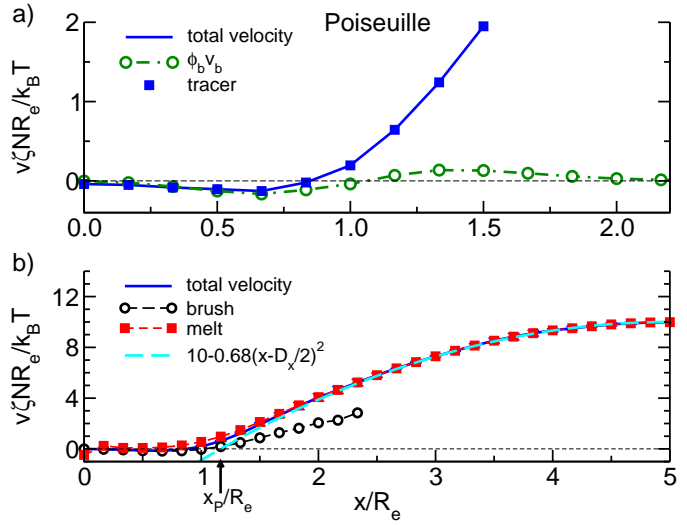 a)
Poiseuille
total velocity
ϕ_b v_b
tracer
vζNR_e/k_BT
2
1
0
0.0 0.5 1.0 1.5 2.0
b)
total velocity
brush
melt
10-0.68(x-D_x/2)^2
vζNR_e/k_BT
12
8
4
0
0 1 2 3 4 5
x_P/R_e
x/R_e